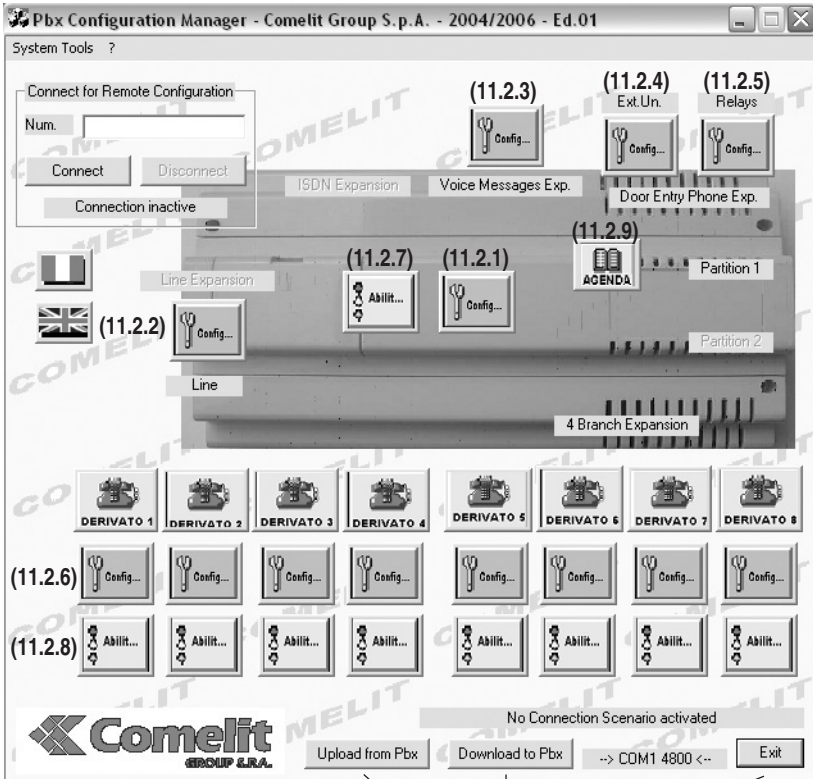 Pbx Configuration Manager - Comelit Group S.p.A. - 2004/2006 - Ed.01
System Tools ?
Connect for Remote Configuration
Num.
Connect Disconnect
Connection inactive
(11.2.3) (11.2.4) (11.2.5)
Ext.Un. Relays
Config... Config... Config...
ISDN Expansion Voice Messages Exp. Door Entry Phone Exp.
(11.2.7) (11.2.1) (11.2.9)
Abilit... Config... AGENDA
Partition 1
Line Expansion
(11.2.2) Config...
Partition 2
Line
4 Branch Expansion
DERIVATO 1 DERIVATO 2 DERIVATO 3 DERIVATO 4 DERIVATO 5 DERIVATO 6 DERIVATO 7 DERIVATO 8
(11.2.6) Config... Config... Config... Config... Config... Config... Config... Config...
(11.2.8) Abilit... Abilit... Abilit... Abilit... Abilit... Abilit... Abilit... Abilit...
No Connection Scenario activated
Comelit
GROUP S.P.A.
Upload from Pbx Download to Pbx --> COM1 4800 <-- Exit
COMELIT